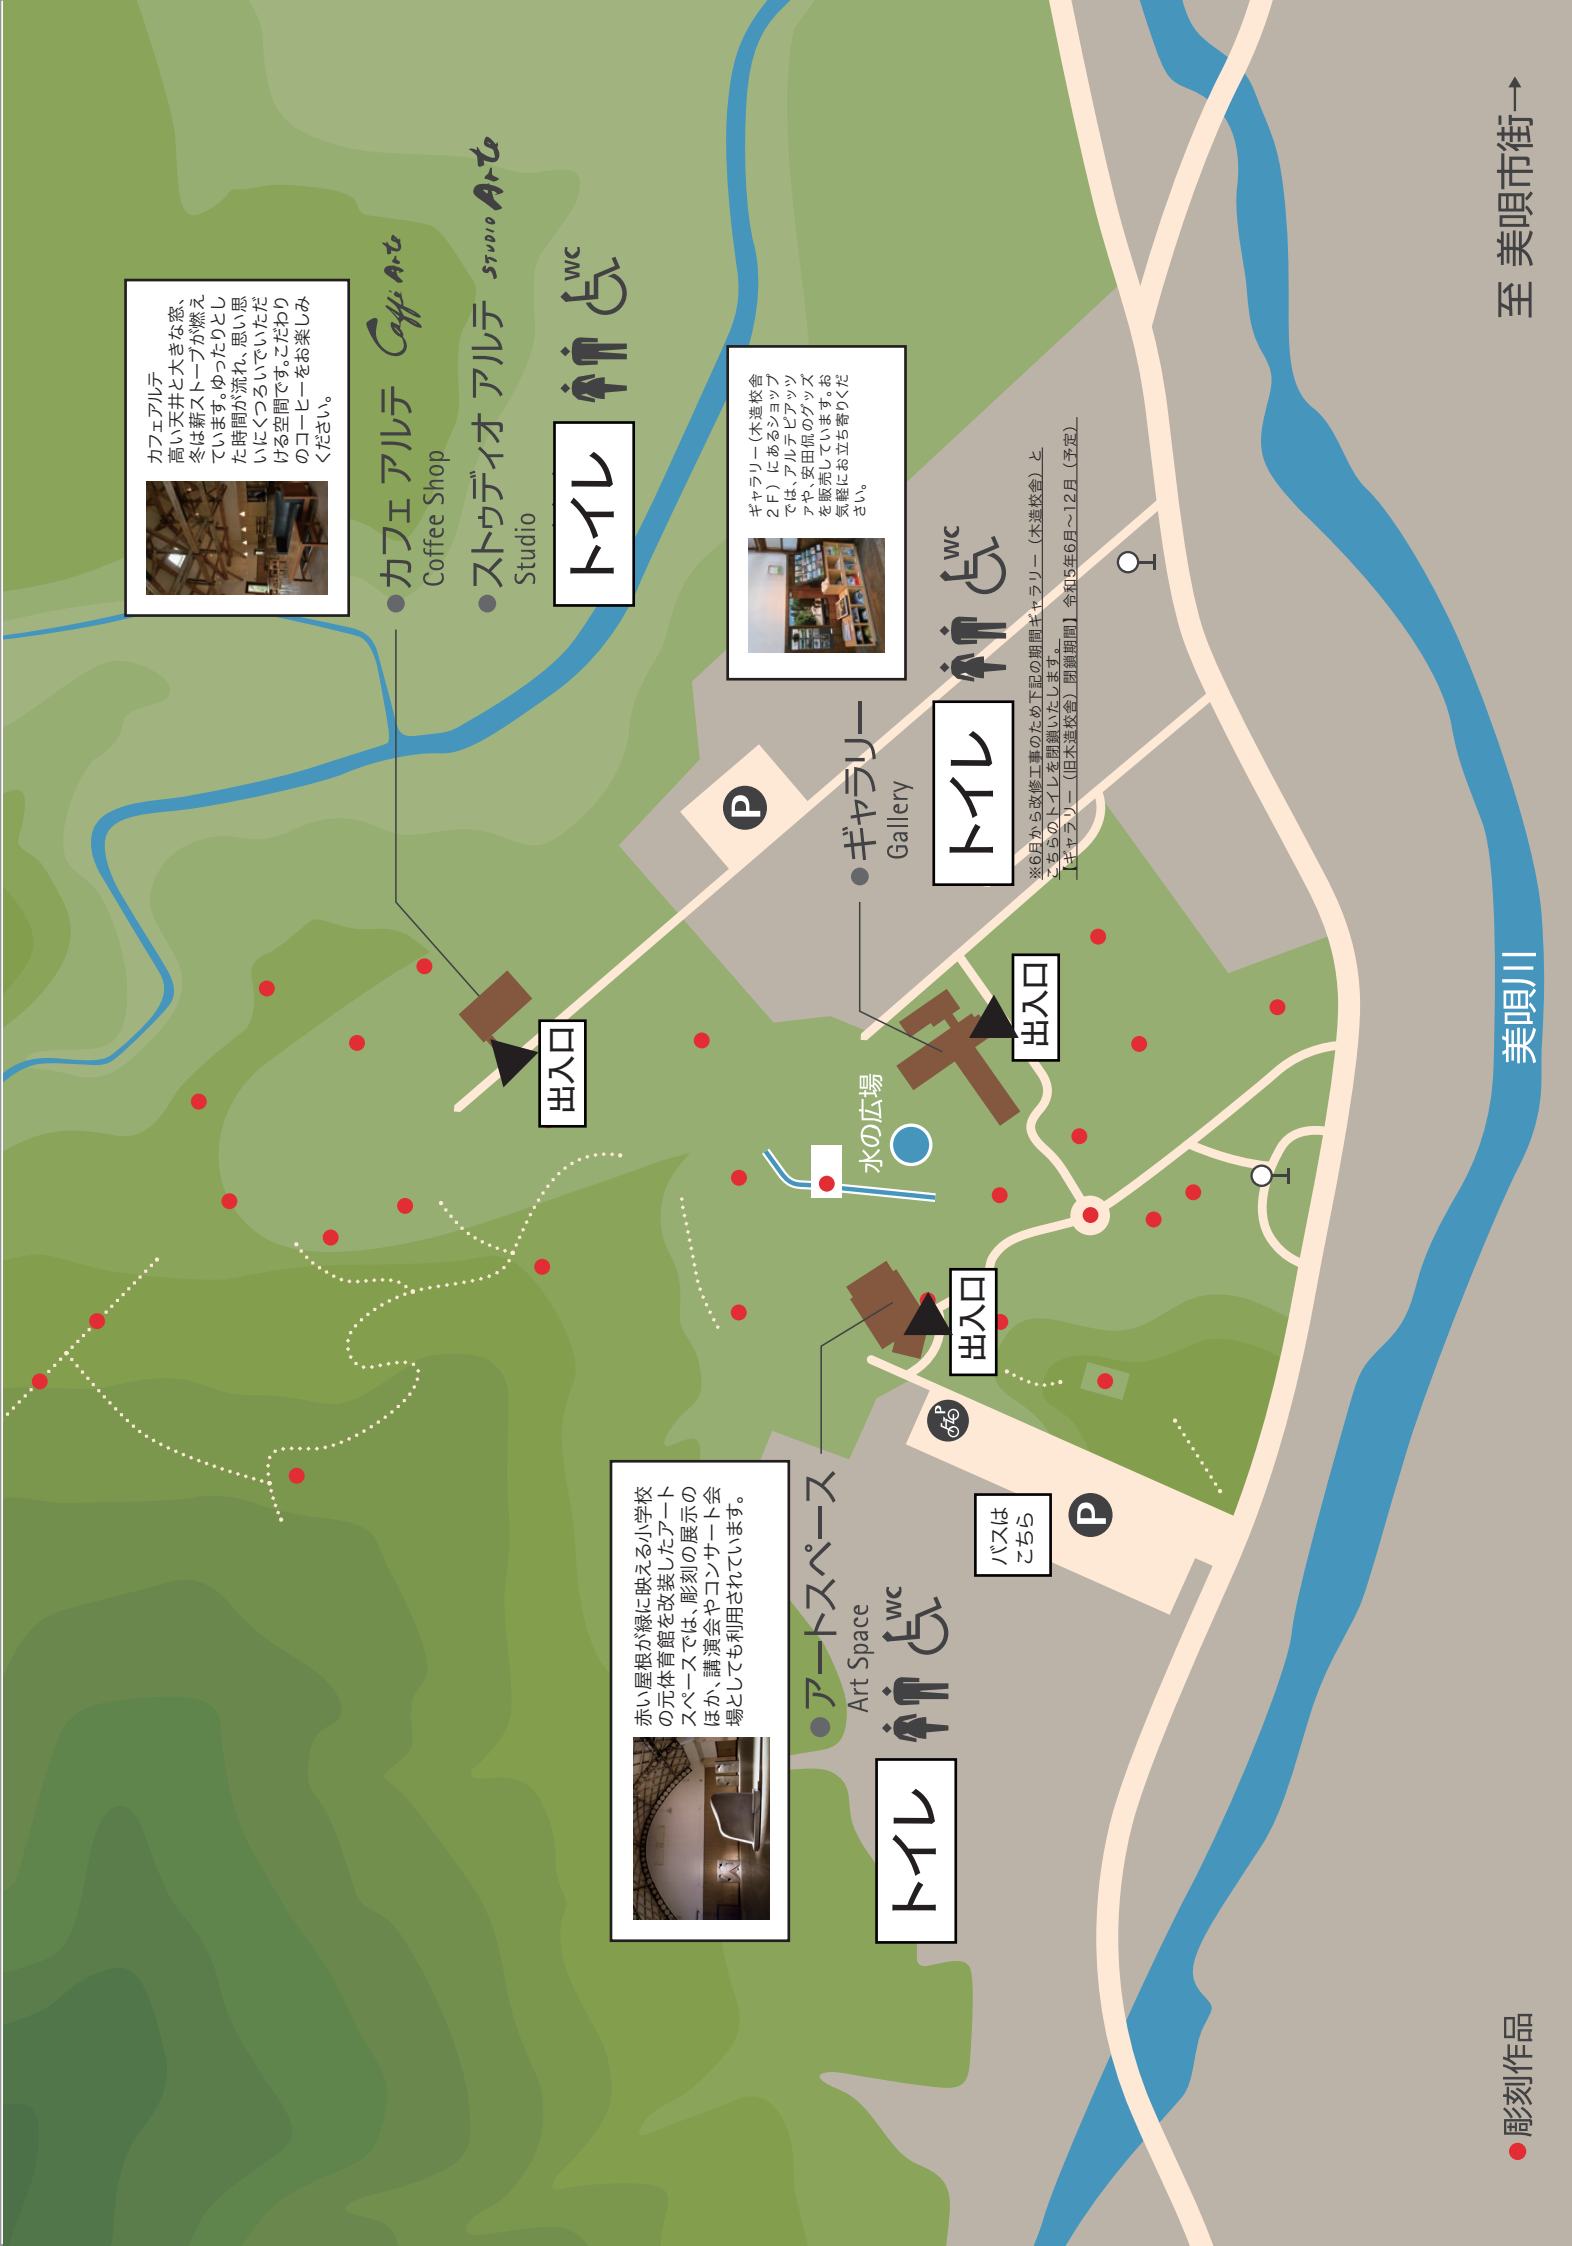 カフェアルテ
高い天井と大きな窓、
冬は薪ストーブが燃え
ています。ゆったりとし
た時間が流れ、思い思
いにくつろいでいただ
ける空間です。こだわり
のコーヒーをお楽しみ
ください。
カフェ アルテ Caffè Arte
Coffee Shop
ストゥディオ アルテ STUDIO Arte
Studio
WC
トイレ
ギャラリー（木造校舎
２Ｆ）にあるショップ
では、アルテピアッツ
ァや、安田侃のグッズ
を販売しています。お
気軽にお立ち寄りくだ
さい。
P
ギャラリー
Gallery
WC
トイレ
※6月から改修工事のため下記の期間ギャラリー（木造校舎）と
こちらのトイレを閉鎖いたします。
【ギャラリー（旧木造校舎）閉鎖期間】令和5年6月～12月（予定）
出入口
出入口
水の広場
出入口
赤い屋根が緑に映える小学校
の元体育館を改装したアート
スペースでは、彫刻の展示の
ほか、講演会やコンサート会
場としても利用されています。
アートスペース
Art Space
WC
トイレ
P
バスは
こちら
P
美唄川
至 美唄市街→
彫刻作品